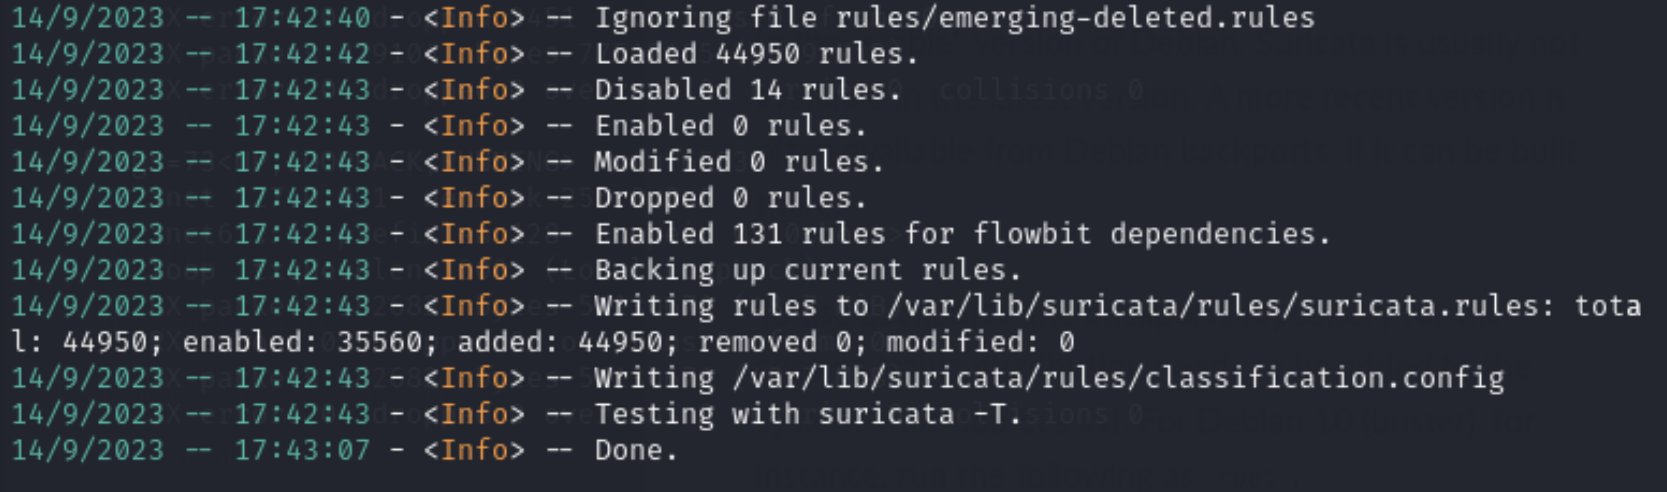 14/9/2023 -- 17:42:40 - <Info> -- Ignoring file rules/emerging-deleted.rules
14/9/2023 -- 17:42:42 - <Info> -- Loaded 44950 rules.
14/9/2023 -- 17:42:43 - <Info> -- Disabled 14 rules.
14/9/2023 -- 17:42:43 - <Info> -- Enabled 0 rules.
14/9/2023 -- 17:42:43 - <Info> -- Modified 0 rules.
14/9/2023 -- 17:42:43 - <Info> -- Dropped 0 rules.
14/9/2023 -- 17:42:43 - <Info> -- Enabled 131 rules for flowbit dependencies.
14/9/2023 -- 17:42:43 - <Info> -- Backing up current rules.
14/9/2023 -- 17:42:43 - <Info> -- Writing rules to /var/lib/suricata/rules/suricata.rules: tota
l: 44950; enabled: 35560; added: 44950; removed 0; modified: 0
14/9/2023 -- 17:42:43 - <Info> -- Writing /var/lib/suricata/rules/classification.config
14/9/2023 -- 17:42:43 - <Info> -- Testing with suricata -T.
14/9/2023 -- 17:43:07 - <Info> -- Done.